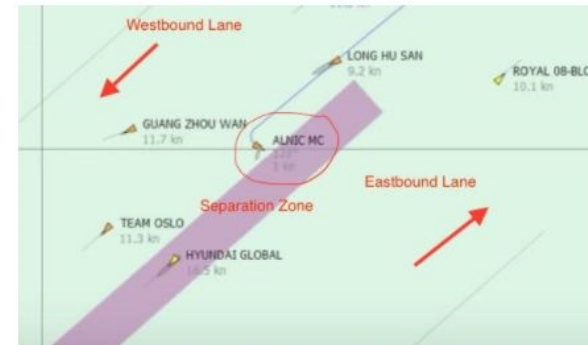 Westbound Lane
LONG HU SAN
9.2 kn
ROYAL 08-BLO
10.1 kn
GUANG ZHOU WAN
11.7 kn
ALNIC MC
1 kn
Eastbound Lane
Separation Zone
TEAM OSLO
11.3 kn
HYUNDAI GLOBAL